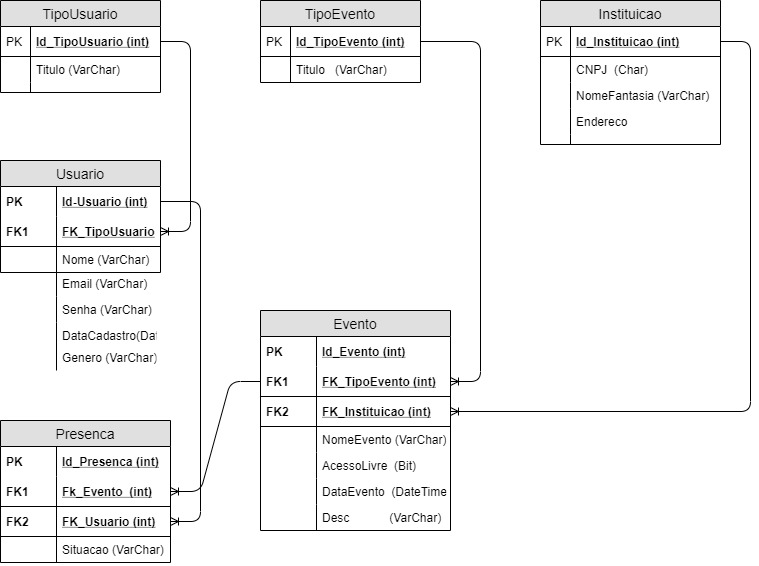 TipoUsuario
PK Id_TipoUsuario (int)
Titulo (VarChar)
TipoEvento
PK Id_TipoEvento (int)
Titulo (VarChar)
Instituicao
PK Id_Instituicao (int)
CNPJ (Char)
NomeFantasia (VarChar)
Endereco
Usuario
PK Id-Usuario (int)
FK1 FK_TipoUsuario
Nome (VarChar)
Email (VarChar)
Senha (VarChar)
DataCadastro(Dat
Genero (VarChar)
Evento
PK Id_Evento (int)
FK1 FK_TipoEvento (int)
FK2 FK_Instituicao (int)
NomeEvento (VarChar)
AcessoLivre (Bit)
DataEvento (DateTime
Desc (VarChar)
Presenca
PK Id_Presenca (int)
FK1 Fk_Evento (int)
FK2 FK_Usuario (int)
Situacao (VarChar)